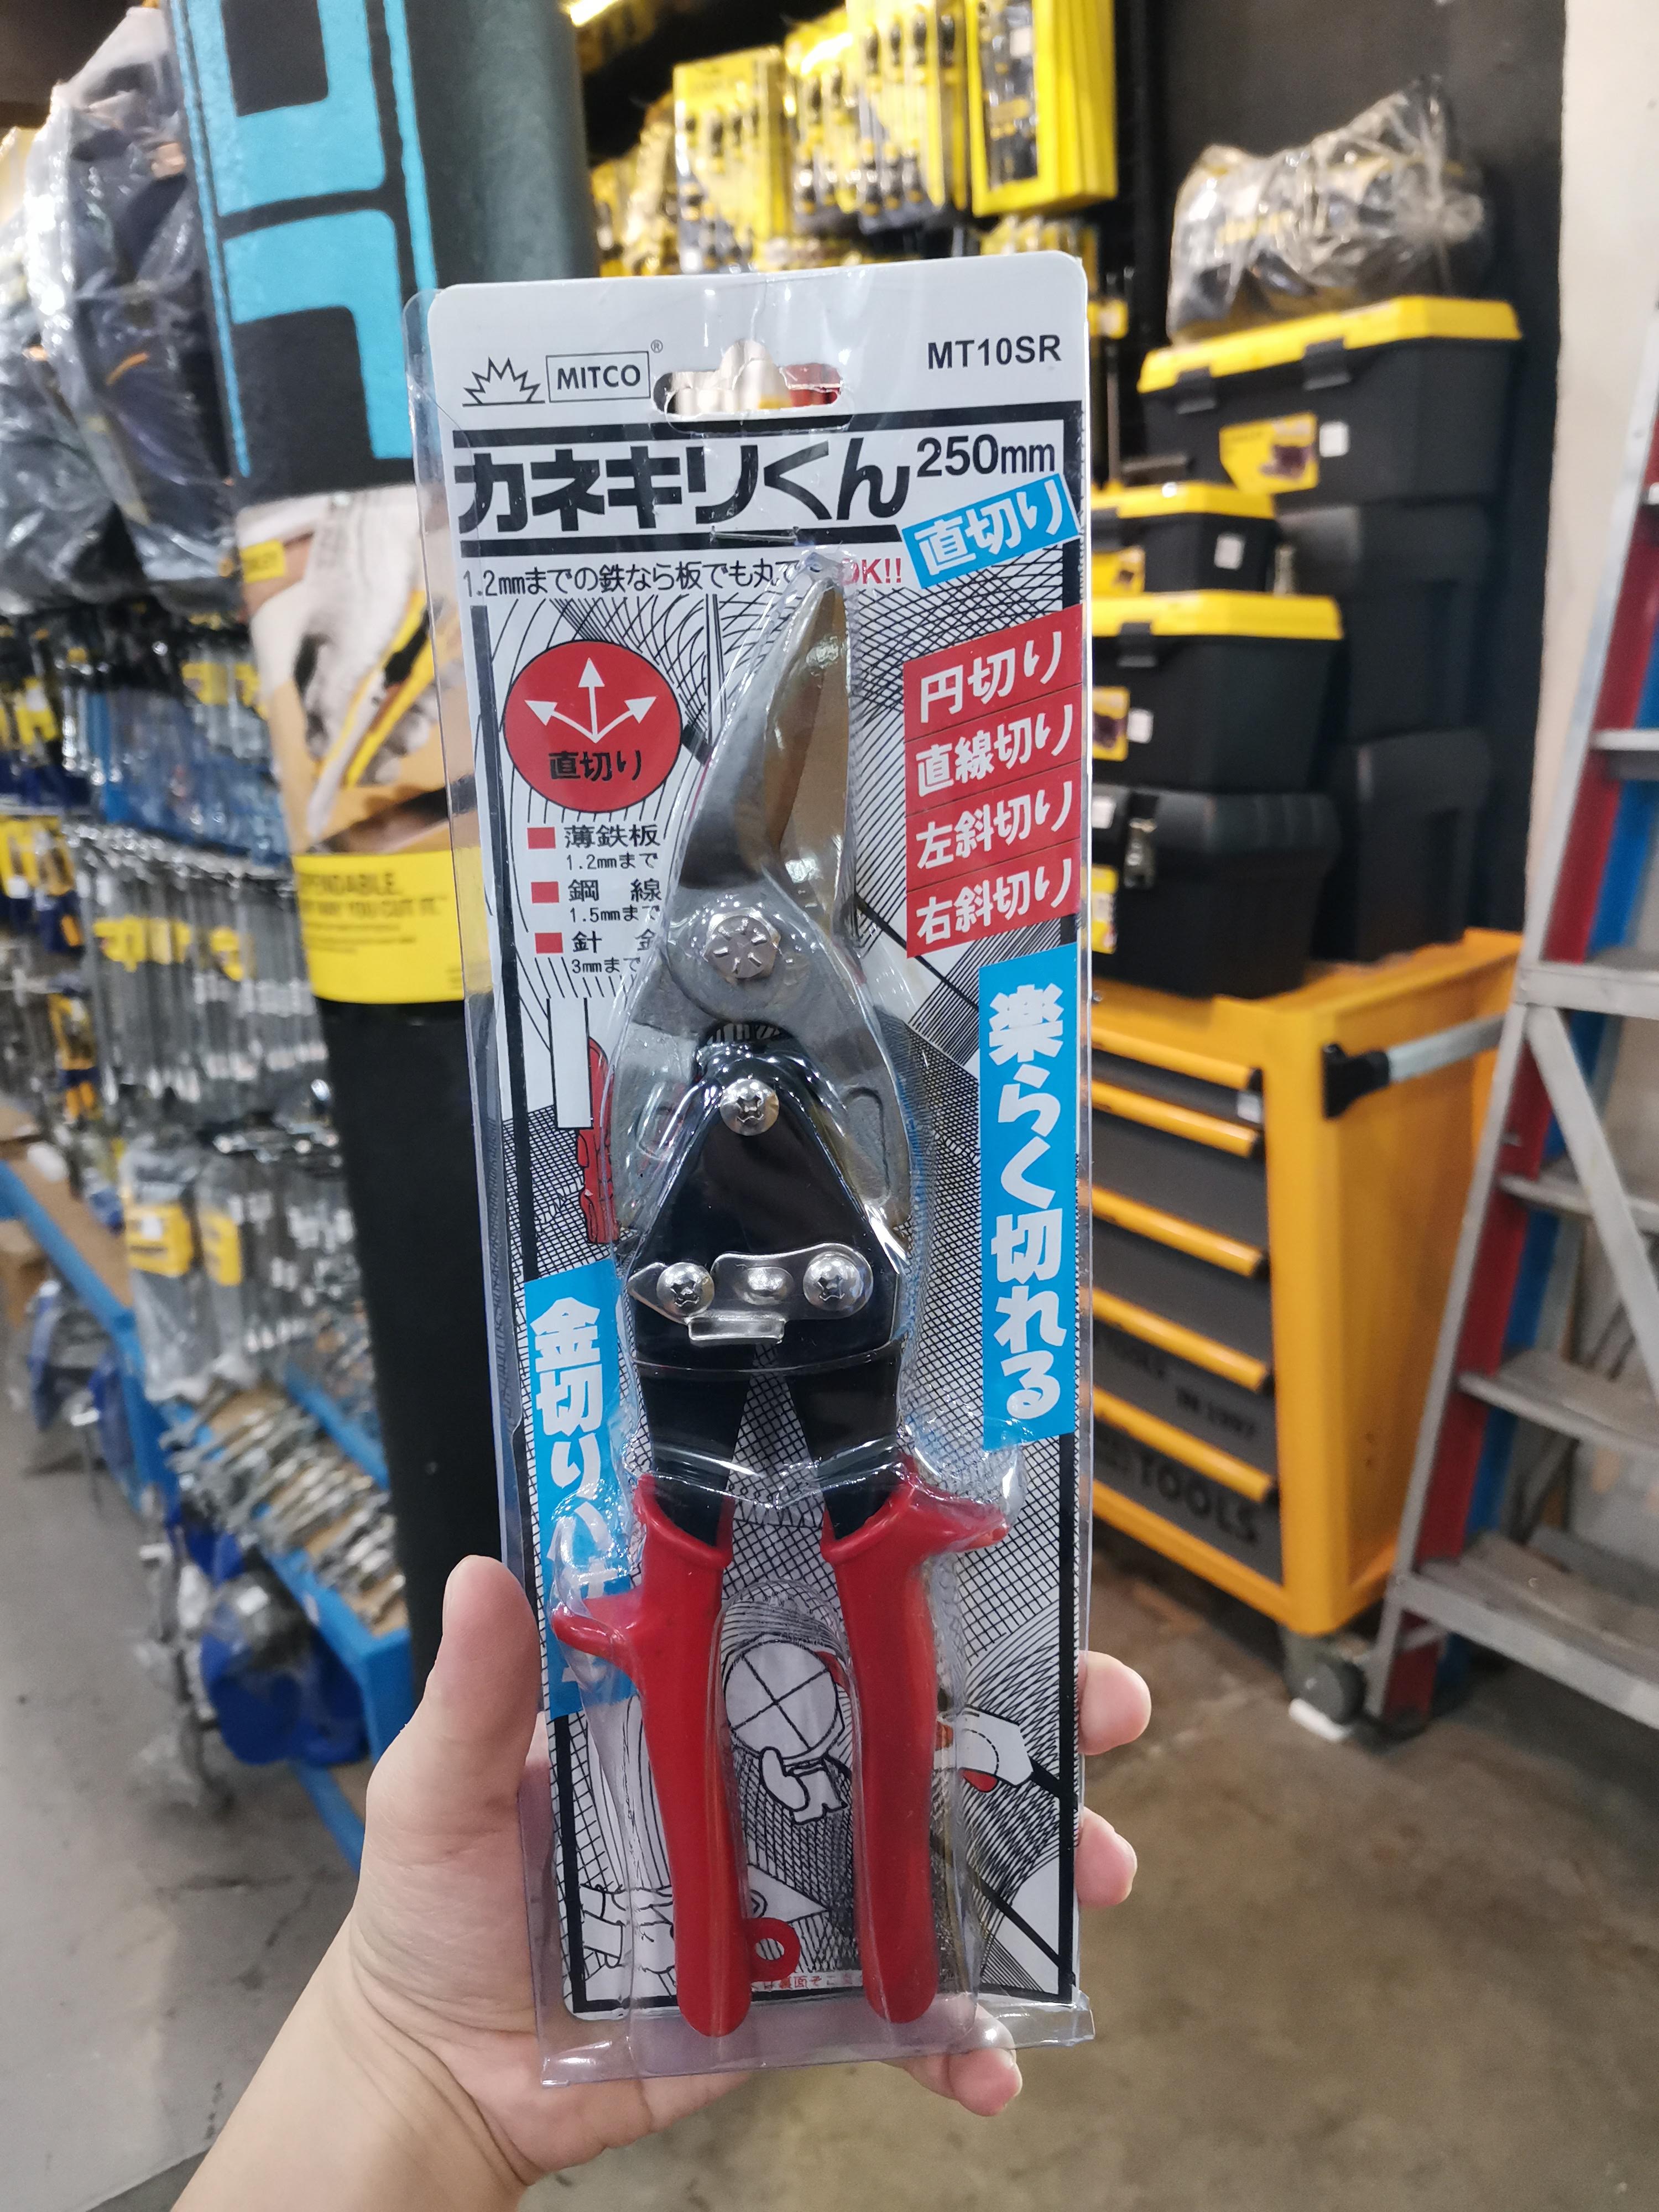 MITCO®
MT10SR
カネキリくん 250mm
直切り
1.2mmまでの鉄なら板でも丸で OK!!
直切り
円切り
直線切り
左斜切り
右斜切り
薄鉄板
1.2mmまで
鋼 線
1.5mmまで
針 金
3mmまで
楽らく切れる
金切り
DEPENDABLE.
TOOLS